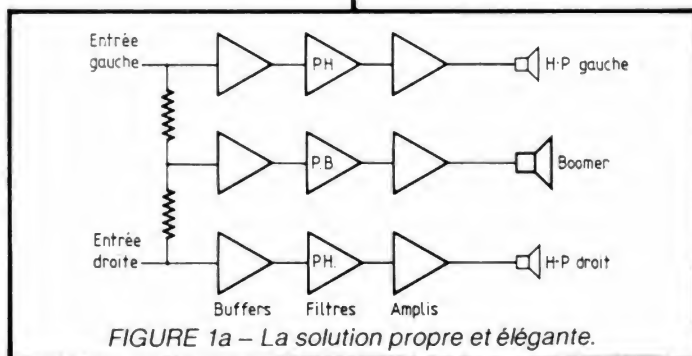 Entrée
gauche
P.H.
H·P gauche
P.B.
Boomer
Entrée
droite
P.H.
H·P droit
Buffers Filtres Amplis
FIGURE 1a – La solution propre et élégante.